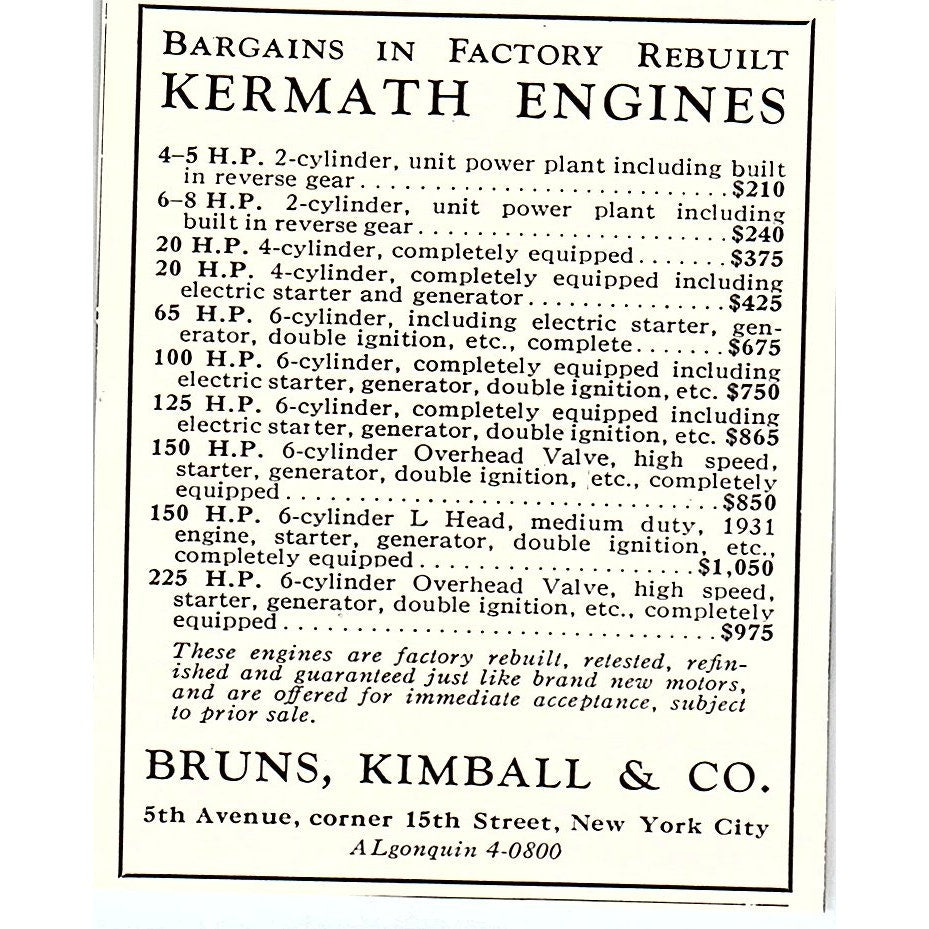 BARGAINS IN FACTORY REBUILT
KERMATH ENGINES
4–5 H.P. 2-cylinder, unit power plant including built
in reverse gear............................$210
6–8 H.P. 2-cylinder, unit power plant including
built in reverse gear........................$240
20 H.P. 4-cylinder, completely equipped.......$375
20 H.P. 4-cylinder, completely equipped including
electric starter and generator...............$425
65 H.P. 6-cylinder, including electric starter, gen-
erator, double ignition, etc., complete.......$675
100 H.P. 6-cylinder, completely equipped including
electric starter, generator, double ignition, etc. $750
125 H.P. 6-cylinder, completely equipped including
electric starter, generator, double ignition, etc. $865
150 H.P. 6-cylinder Overhead Valve, high speed,
starter, generator, double ignition, etc., completely
equipped.................................$850
150 H.P. 6-cylinder L Head, medium duty, 1931
engine, starter, generator, double ignition, etc.,
completely equipped.....................$1,050
225 H.P. 6-cylinder Overhead Valve, high speed,
starter, generator, double ignition, etc., completely
equipped.................................$975
These engines are factory rebuilt, retested, refin-
ished and guaranteed just like brand new motors,
and are offered for immediate acceptance, subject
to prior sale.
BRUNS, KIMBALL & CO.
5th Avenue, corner 15th Street, New York City
ALgonquin 4-0800